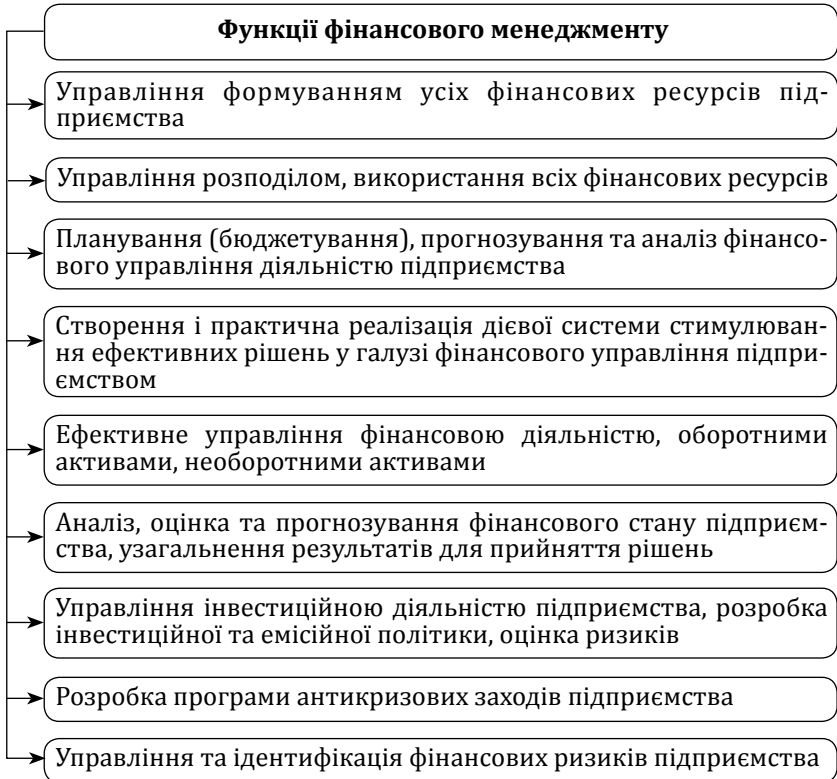 Функції фінансового менеджменту
Управління формуванням усіх фінансових ресурсів під-
приємства
Управління розподілом, використання всіх фінансових ресурсів
Планування (бюджетування), прогнозування та аналіз фінансо-
вого управління діяльністю підприємства
Створення і практична реалізація дієвої системи стимулюван-
ня ефективних рішень у галузі фінансового управління підпри-
ємством
Ефективне управління фінансовою діяльністю, оборотними
активами, необоротними активами
Аналіз, оцінка та прогнозування фінансового стану підприєм-
ства, узагальнення результатів для прийняття рішень
Управління інвестиційною діяльністю підприємства, розробка
інвестиційної та емісійної політики, оцінка ризиків
Розробка програми антикризових заходів підприємства
Управління та ідентифікація фінансових ризиків підприємства